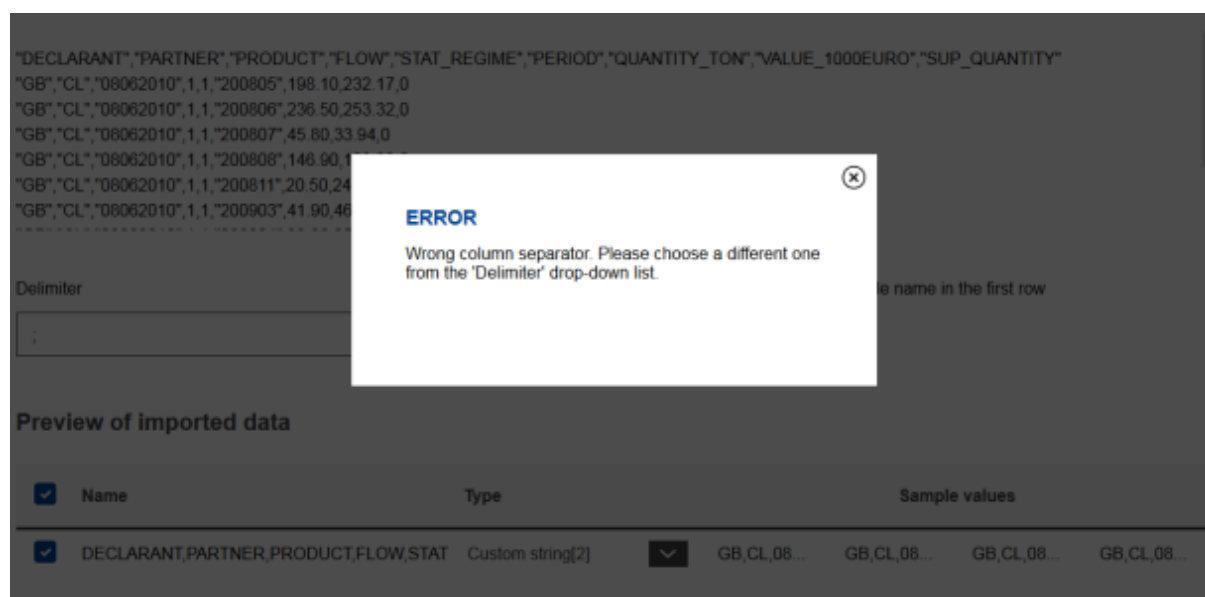 "DECLARANT","PARTNER","PRODUCT","FLOW","STAT_REGIME","PERIOD","QUANTITY_TON","VALUE_1000EURO","SUP_QUANTITY"
"GB","CL","08062010",1,1,"200805",198.10,232.17,0
"GB","CL","08062010",1,1,"200806",236.50,253.32,0
"GB","CL","08062010",1,1,"200807",45.80,33.94,0
"GB","CL","08062010",1,1,"200808",146.90,
"GB","CL","08062010",1,1,"200811",20.50,24
"GB","CL","08062010",1,1,"200903",41.90,46
ERROR
Wrong column separator. Please choose a different one
from the 'Delimiter' drop-down list.
Delimiter
name in the first row
;
Preview of imported data
Name Type Sample values
DECLARANT,PARTNER,PRODUCT,FLOW,STAT Custom string[2] GB,CL,08... GB,CL,08... GB,CL,08... GB,CL,08...